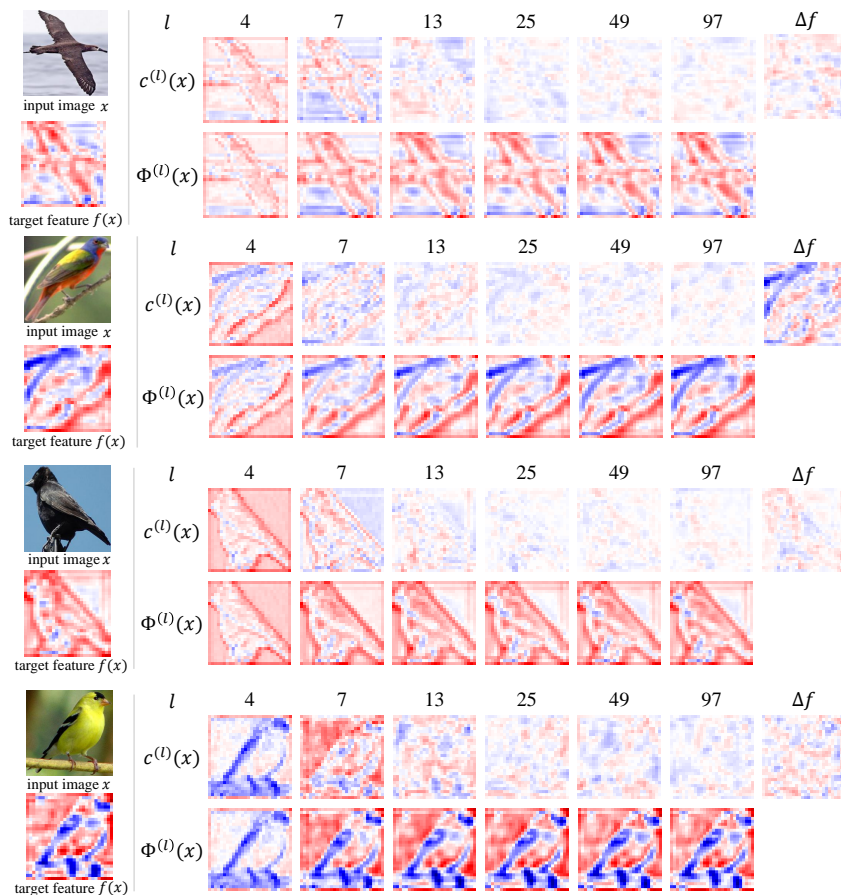 l 4 7 13 25 49 97 Δf
c^(l)(x)
input image x
Φ^(l)(x)
target feature f(x)
l 4 7 13 25 49 97 Δf
c^(l)(x)
input image x
Φ^(l)(x)
target feature f(x)
l 4 7 13 25 49 97 Δf
c^(l)(x)
input image x
Φ^(l)(x)
target feature f(x)
l 4 7 13 25 49 97 Δf
c^(l)(x)
input image x
Φ^(l)(x)
target feature f(x)